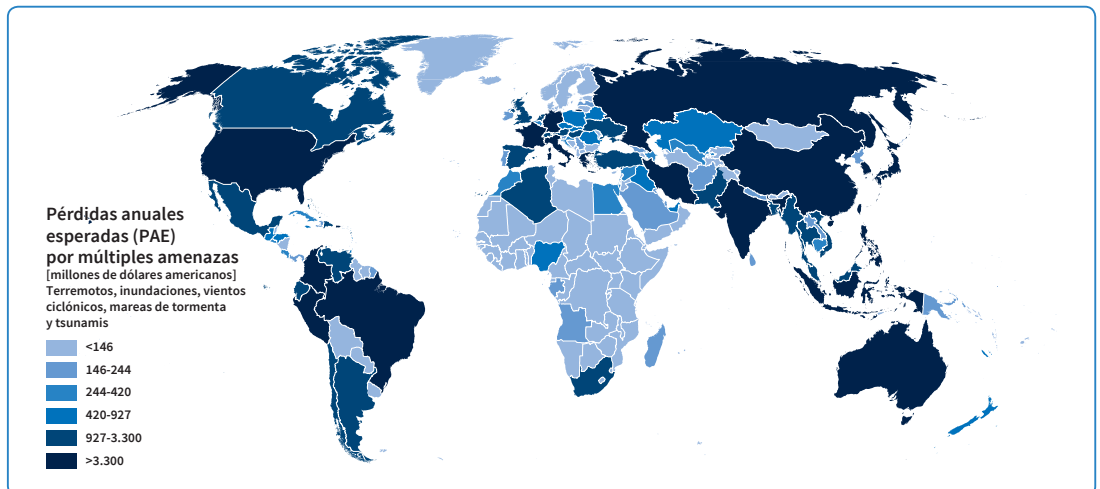 Pérdidas anuales
esperadas (PAE)
por múltiples amenazas
[millones de dólares americanos]
Terremotos, inundaciones, vientos
ciclónicos, mareas de tormenta
y tsunamis
<146
146-244
244-420
420-927
927-3.300
>3.300